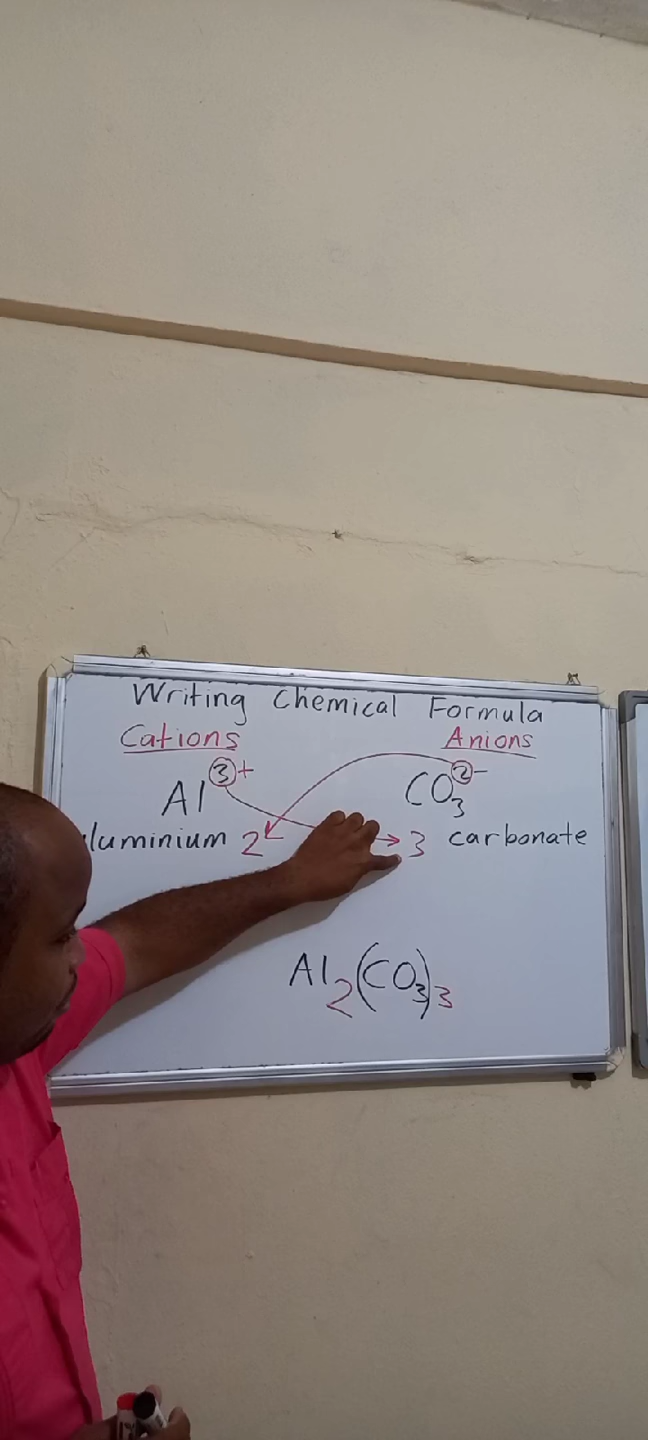 Writing Chemical Formula
Cations Anions
Al³⁺ CO₃²⁻
luminium 2 3 carbonate
Al₂(CO₃)₃